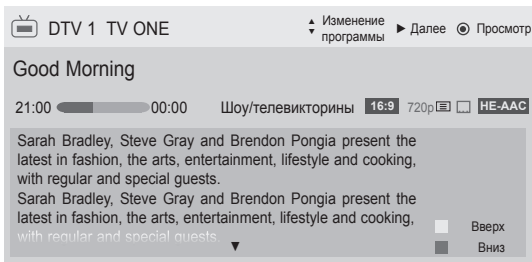 DTV 1 TV ONE
Изменение программы
Далее
Просмотр
Good Morning
21:00 00:00 Шоу/телевикторины 16:9 720p HE-AAC
Sarah Bradley, Steve Gray and Brendon Pongia present the
latest in fashion, the arts, entertainment, lifestyle and cooking,
with regular and special guests.
Sarah Bradley, Steve Gray and Brendon Pongia present the
latest in fashion, the arts, entertainment, lifestyle and cooking,
with regular and special guests.
Вверх
Вниз